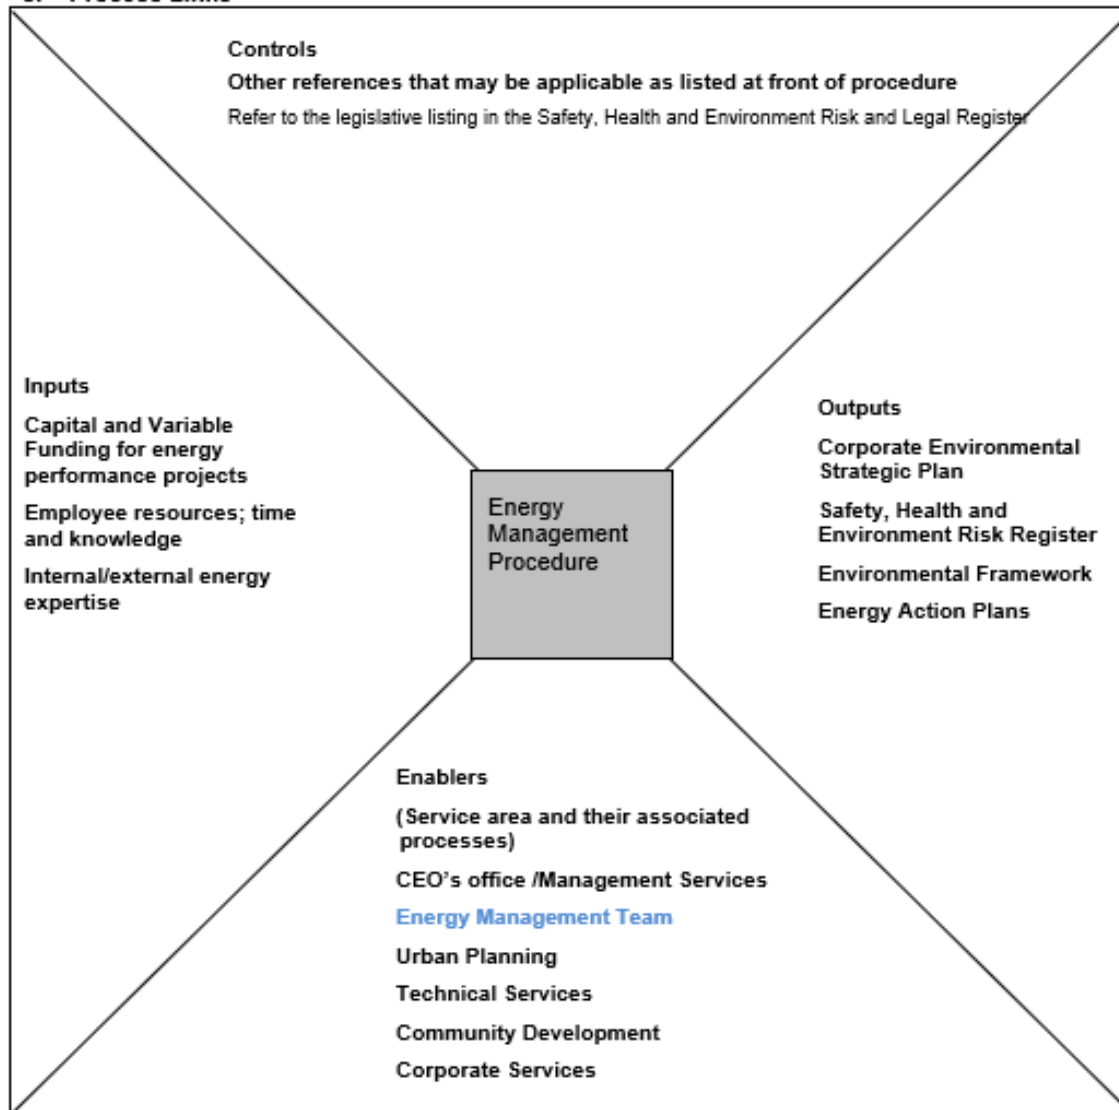 Controls
Other references that may be applicable as listed at front of procedure
Refer to the legislative listing in the Safety, Health and Environment Risk and Legal Register
Inputs
Capital and Variable
Funding for energy
performance projects
Employee resources; time
and knowledge
Internal/external energy
expertise
Energy
Management
Procedure
Outputs
Corporate Environmental
Strategic Plan
Safety, Health and
Environment Risk Register
Environmental Framework
Energy Action Plans
Enablers
(Service area and their associated
processes)
CEO's office /Management Services
Energy Management Team
Urban Planning
Technical Services
Community Development
Corporate Services